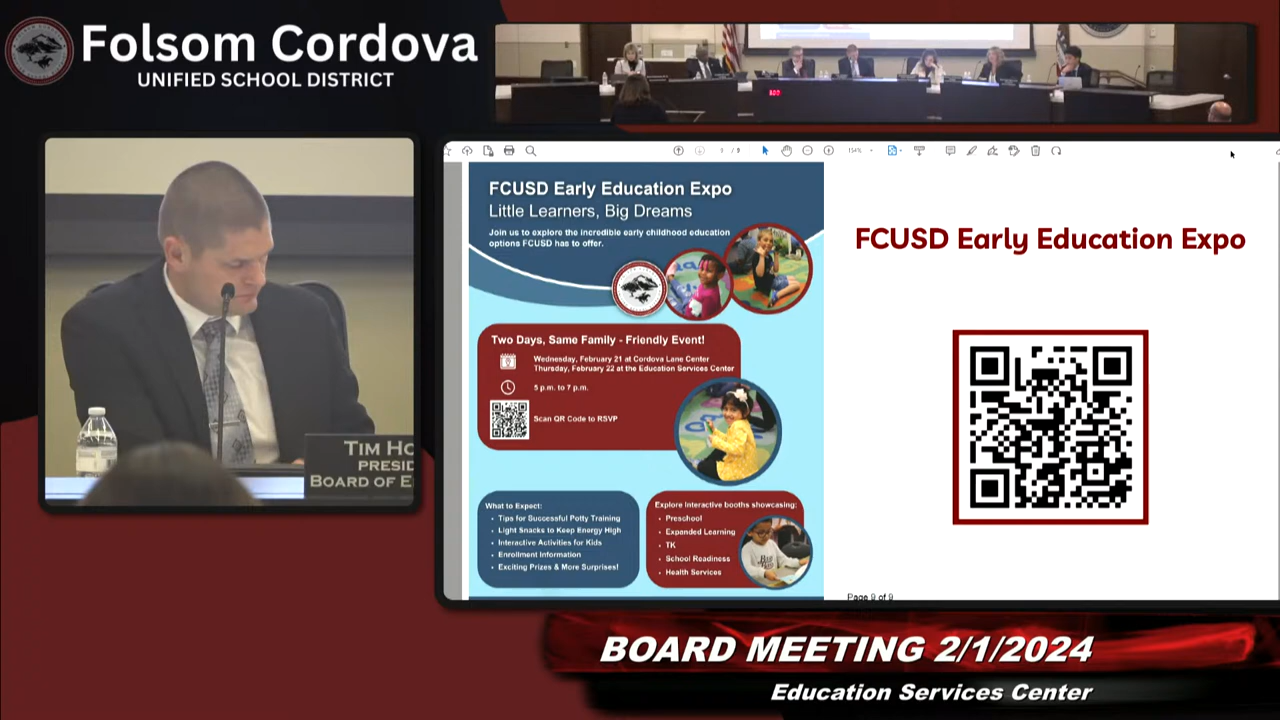 Folsom Cordova
UNIFIED SCHOOL DISTRICT
154%
FCUSD Early Education Expo
Little Learners, Big Dreams
Join us to explore the incredible early childhood education
options FCUSD has to offer.
Two Days, Same Family - Friendly Event!
Wednesday, February 21 at Cordova Lane Center
Thursday, February 22 at the Education Services Center
5 p.m. to 7 p.m.
Scan QR Code to RSVP
What to Expect:
• Tips for Successful Potty Training
• Light Snacks to Keep Energy High
• Interactive Activities for Kids
• Enrollment Information
• Exciting Prizes & More Surprises!
Explore Interactive booths showcasing:
• Preschool
• Expanded Learning
• TK
• School Readiness
• Health Services
FCUSD Early Education Expo
Page 9 of 9
TIM HO
PRESID
BOARD OF E
BOARD MEETING 2/1/2024
Education Services Center